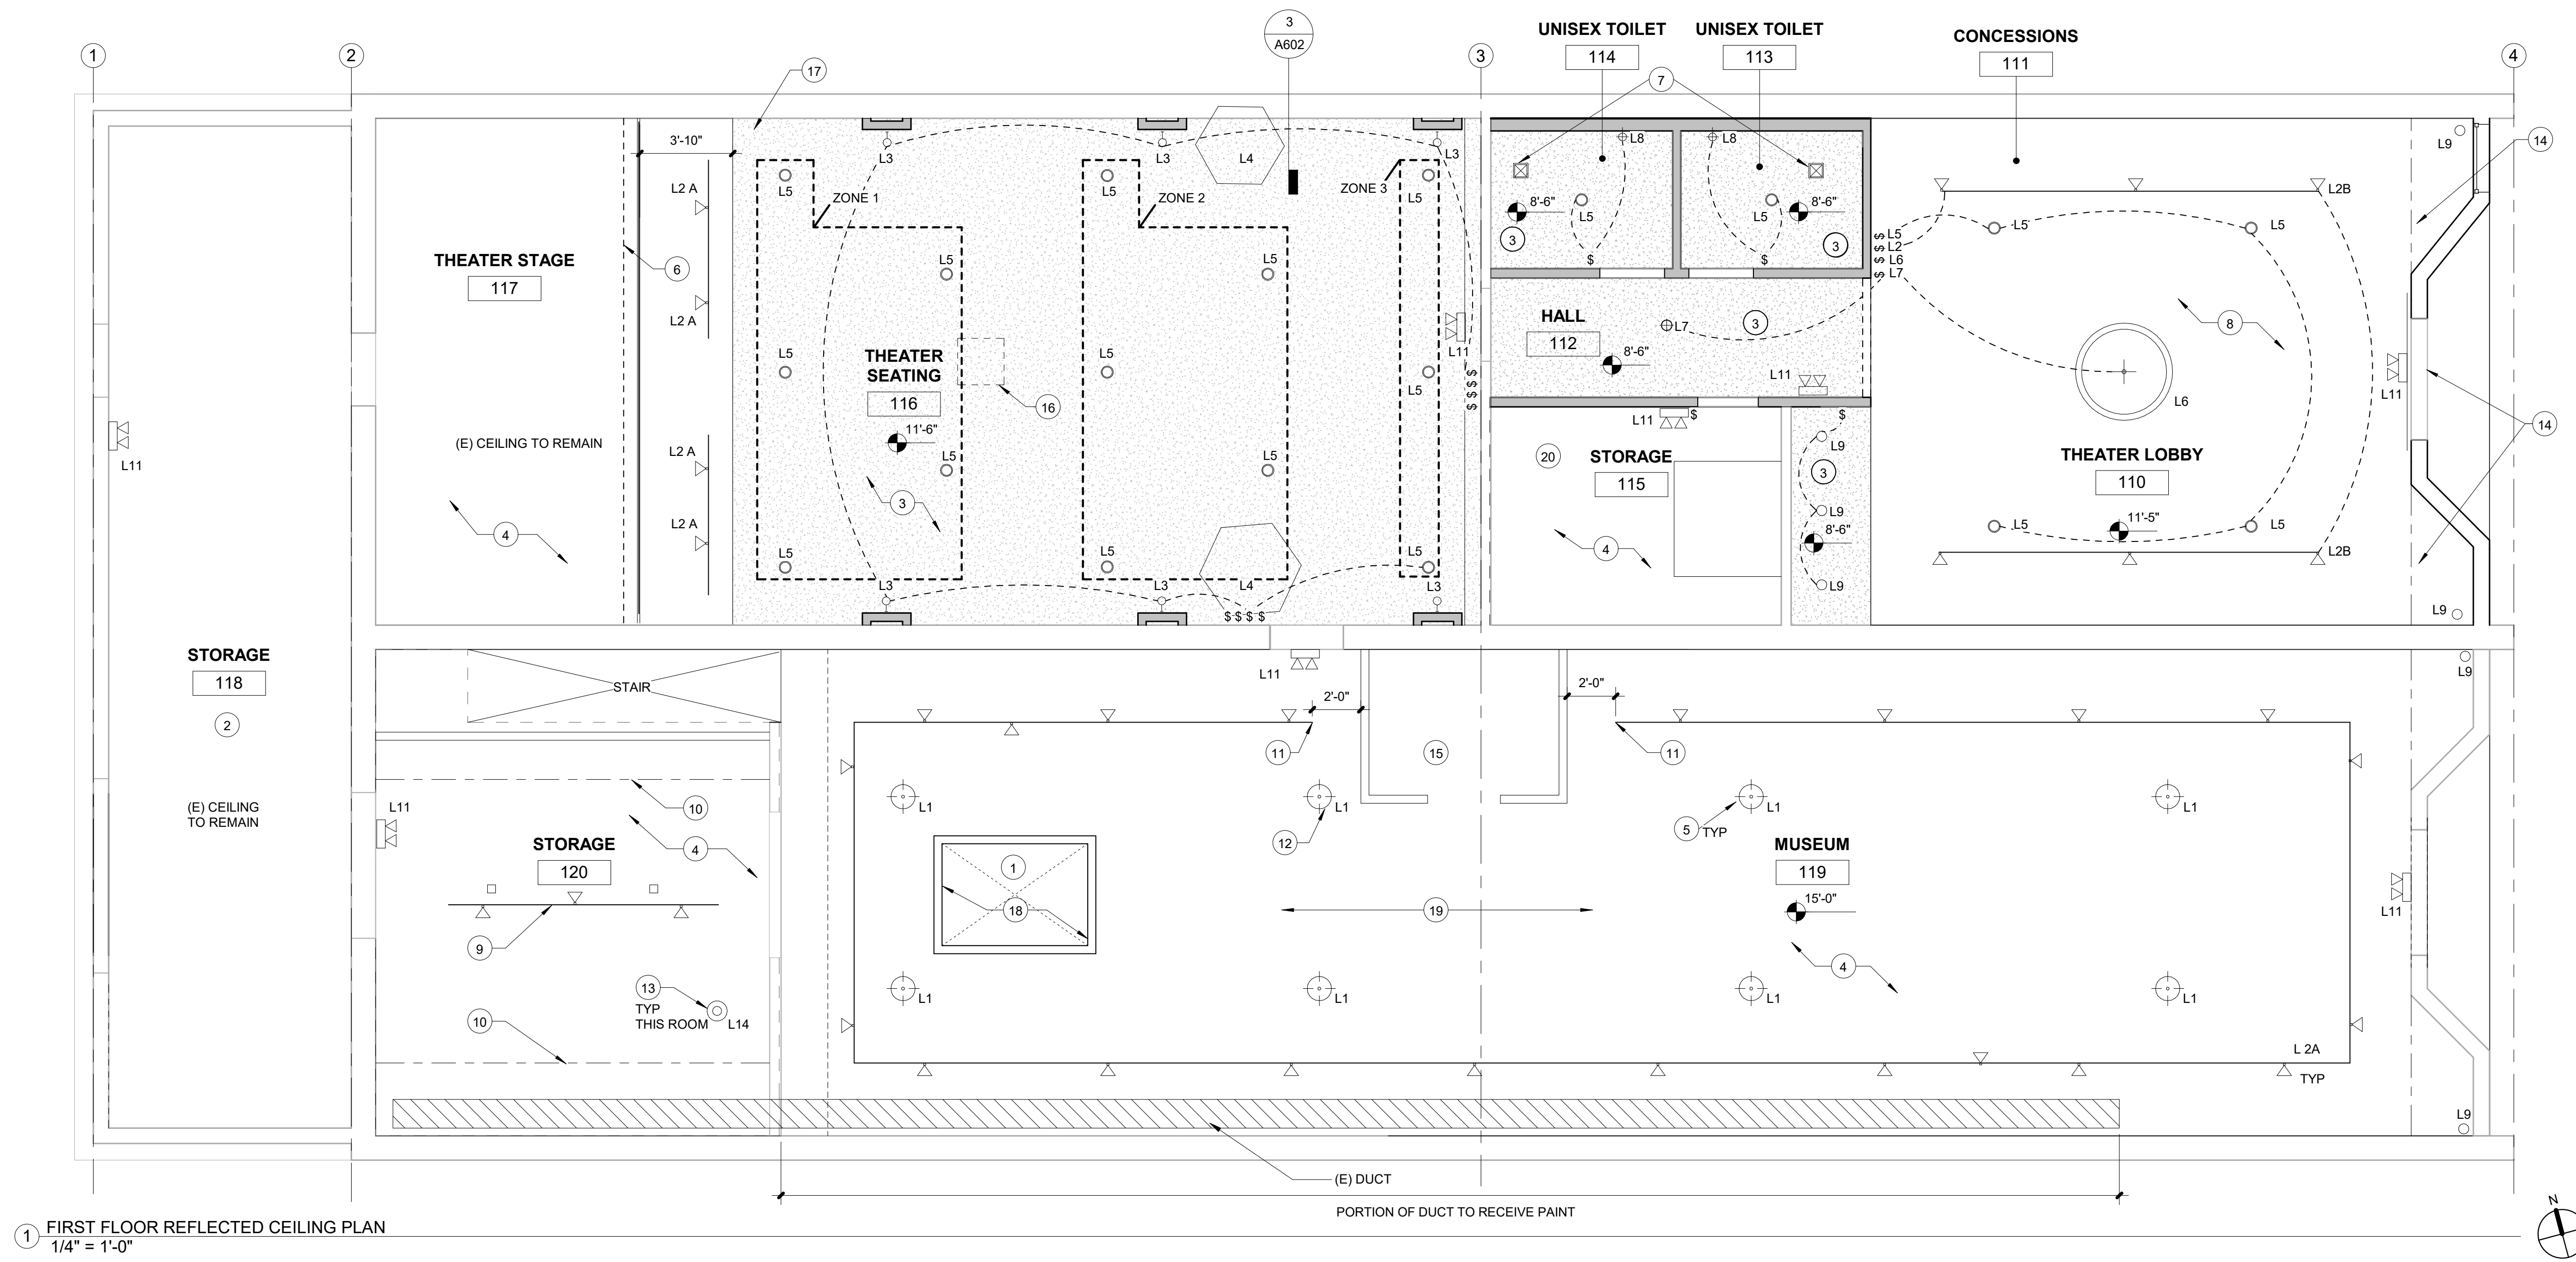 3
A602
UNISEX TOILET
114
UNISEX TOILET
113
CONCESSIONS
111
1
2
3
4
17
7
3'-10"
L3
L3
L3
L4
L8
L8
L9
14
L2 A
L5
L5
L5
ZONE 1
ZONE 2
ZONE 3
L5
L5
8'-6"
8'-6"
3
3
L2B
L5
L5
$ L5
$ L2
$ L6
$ L7
THEATER STAGE
117
6
L5
L5
$
$
L2 A
HALL
112
L7
3
8'-6"
8
THEATER
SEATING
116
11'-6"
L5
L5
L5
L11
$
$
$
$
L11
L11
L6
16
L11
$
$
14
(E) CEILING TO REMAIN
L11
L2 A
L5
L5
20
STORAGE
115
L9
3
THEATER LOBBY
110
11'-5"
3
4
L2 A
4
L9
8'-6"
L5
L5
L5
L5
L5
L2B
L3
L3
L4
L3
L9
L9
$ $ $ $
STORAGE
118
2
(E) CEILING
TO REMAIN
STAIR
L11
2'-0"
2'-0"
L9
11
15
11
L11
10
4
L1
L1
L1
L1
12
5
TYP
STORAGE
120
1
18
19
MUSEUM
119
15'-0"
L11
9
4
13
TYP
THIS ROOM
L14
10
L1
L1
L1
L1
L 2A
TYP
L9
(E) DUCT
PORTION OF DUCT TO RECEIVE PAINT
1
FIRST FLOOR REFLECTED CEILING PLAN
1/4" = 1'-0"
N